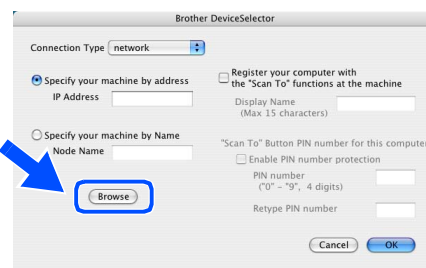 Brother DeviceSelector
Connection Type network
Specify your machine by address
IP Address
Specify your machine by Name
Node Name
Browse
Register your computer with
the "Scan To" functions at the machine
Display Name
(Max 15 characters)
"Scan To" Button PIN number for this computer
Enable PIN number protection
PIN number
("0" - "9", 4 digits)
Retype PIN number
Cancel OK